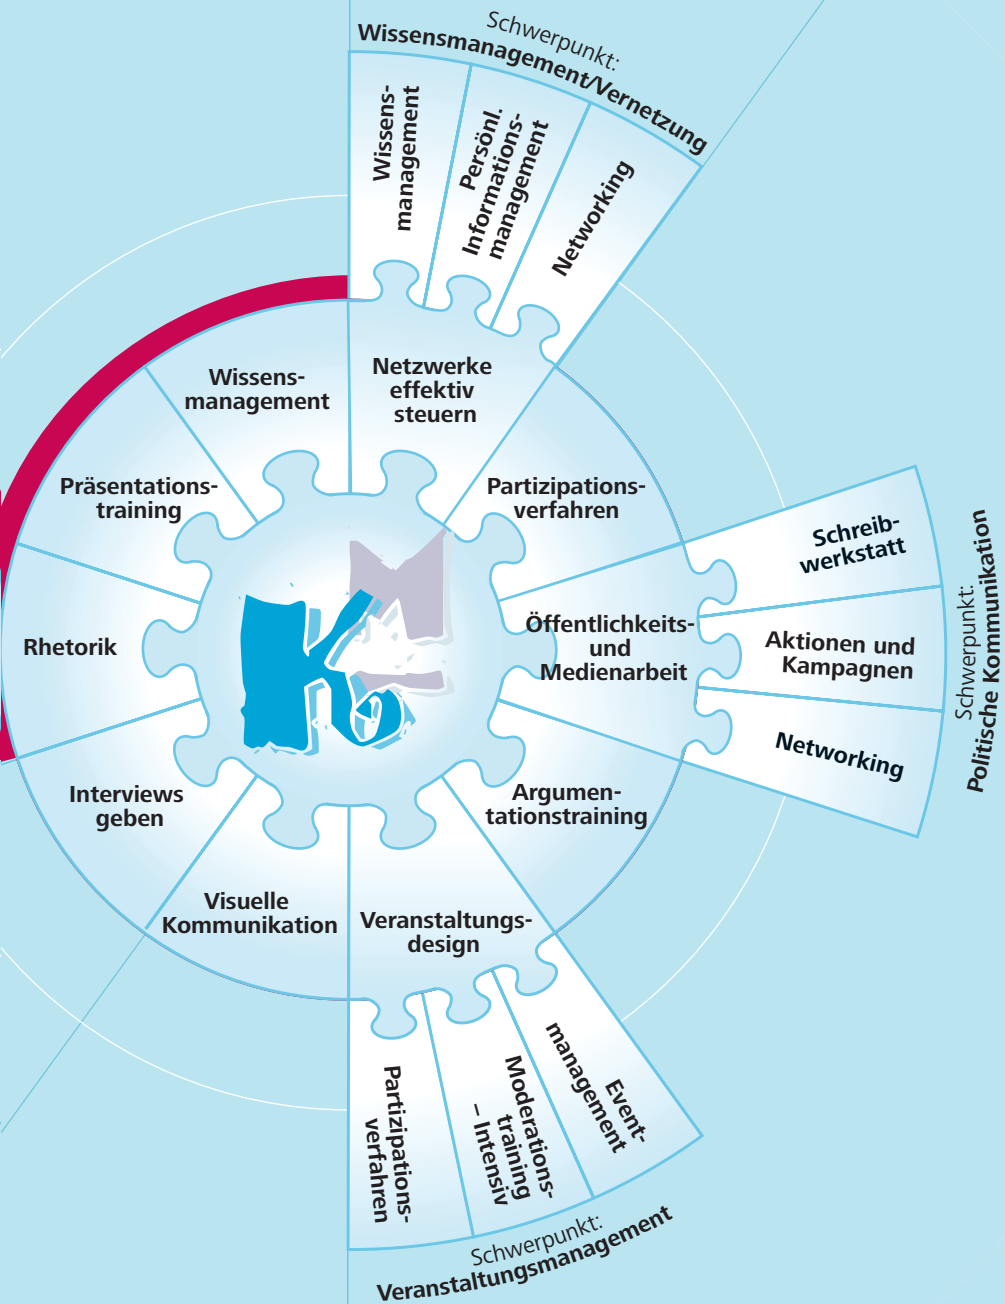 Schwerpunkt:
Wissensmanagement/Vernetzung
Wissens-
management
Persönl.
Informations-
management
Networking
Netzwerke
effektiv
steuern
Wissens-
management
Präsentations-
training
Partizipations-
verfahren
Rhetorik
Öffentlichkeits-
und
Medienarbeit
Schreib-
werkstatt
Aktionen und
Kampagnen
Networking
Schwerpunkt:
Politische Kommunikation
Interviews
geben
Argumen-
tationstraining
Visuelle
Kommunikation
Veranstaltungs-
design
Partizipations-
verfahren
Moderations-
training
– Intensiv
Event-
management
Schwerpunkt:
Veranstaltungsmanagement